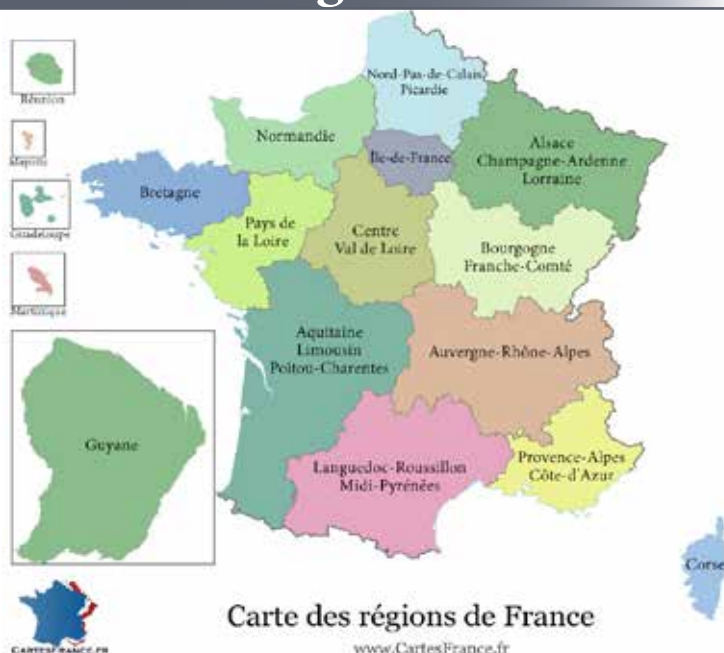 Réunion
Mayotte
Guadeloupe
Martinique
Guyane
Nord-Pas-de-Calais
Picardie
Normandie
Île-de-France
Alsace
Champagne-Ardenne
Lorraine
Bretagne
Pays de
la Loire
Centre
Val de Loire
Bourgogne
Franche-Comté
Aquitaine
Limousin
Poitou-Charentes
Auvergne-Rhône-Alpes
Languedoc-Roussillon
Midi-Pyrénées
Provence-Alpes
Côte-d'Azur
Corse
CARTESFRANCE.FR
Carte des régions de France
www.CartesFrance.fr